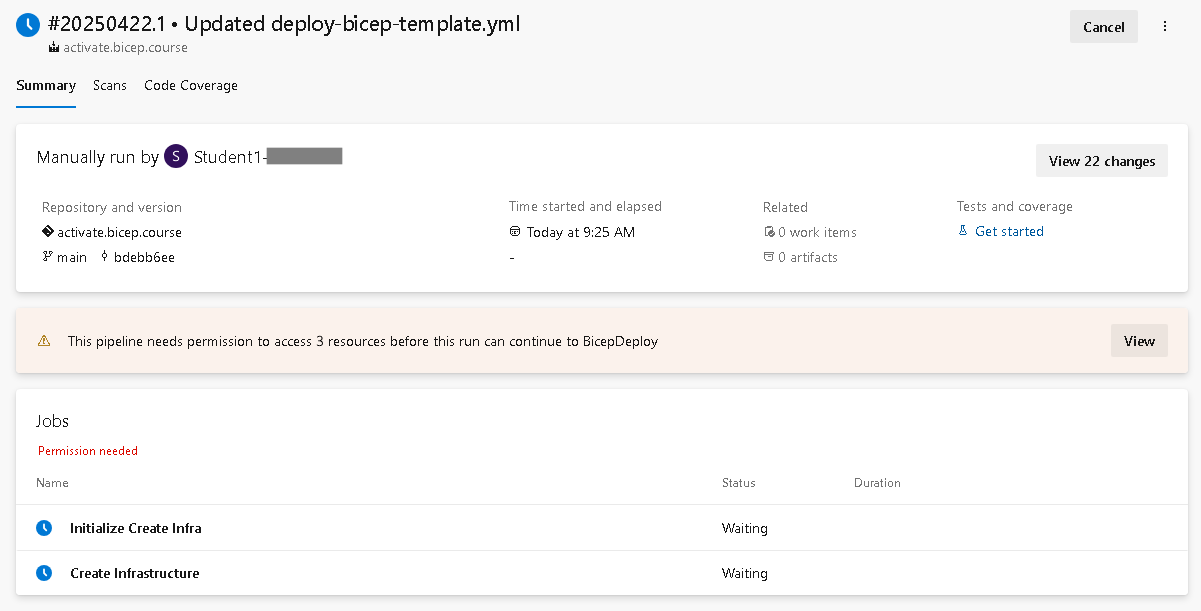 #20250422.1 • Updated deploy-bicep-template.yml
Cancel
activate.bicep.course
Summary Scans Code Coverage
Manually run by S Student1-
View 22 changes
Repository and version
Time started and elapsed
Related
Tests and coverage
activate.bicep.course
Today at 9:25 AM
0 work items
Get started
main bdebb6ee
-
0 artifacts
This pipeline needs permission to access 3 resources before this run can continue to BicepDeploy
View
Jobs
Permission needed
Name Status Duration
Initialize Create Infra Waiting
Create Infrastructure Waiting